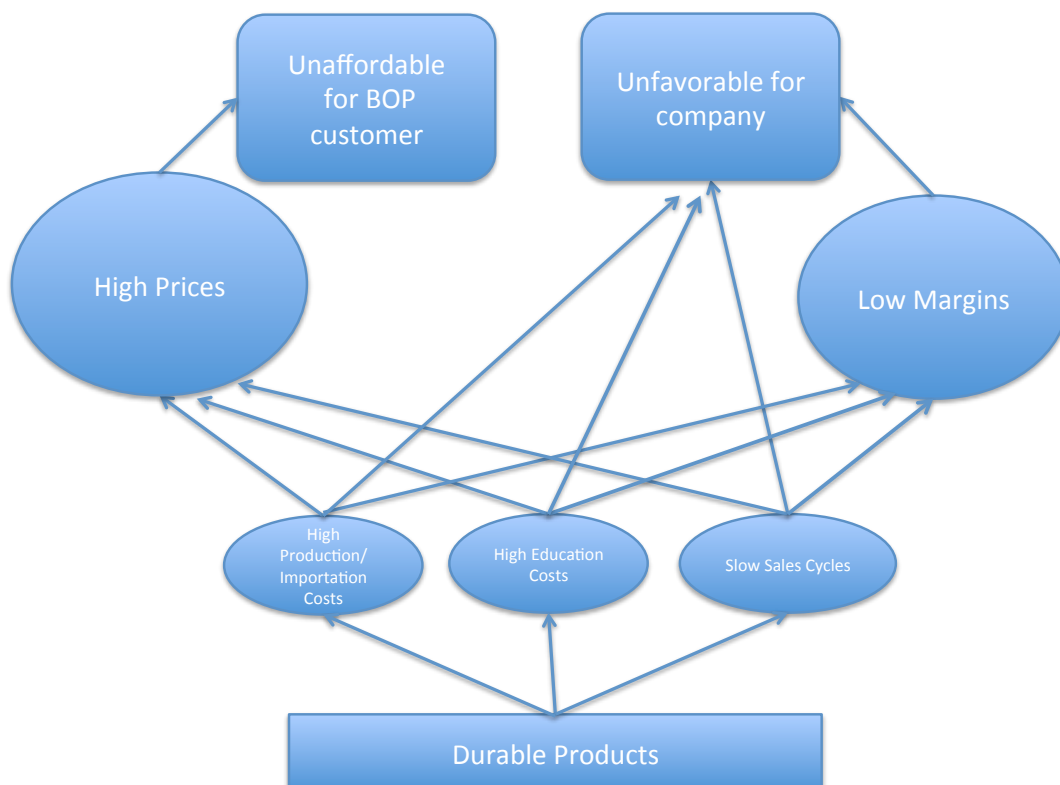 Unaffordable
for BOP
customer
Unfavorable for
company
High Prices
Low Margins
High
Production/
Importation
Costs
High Education
Costs
Slow Sales Cycles
Durable Products